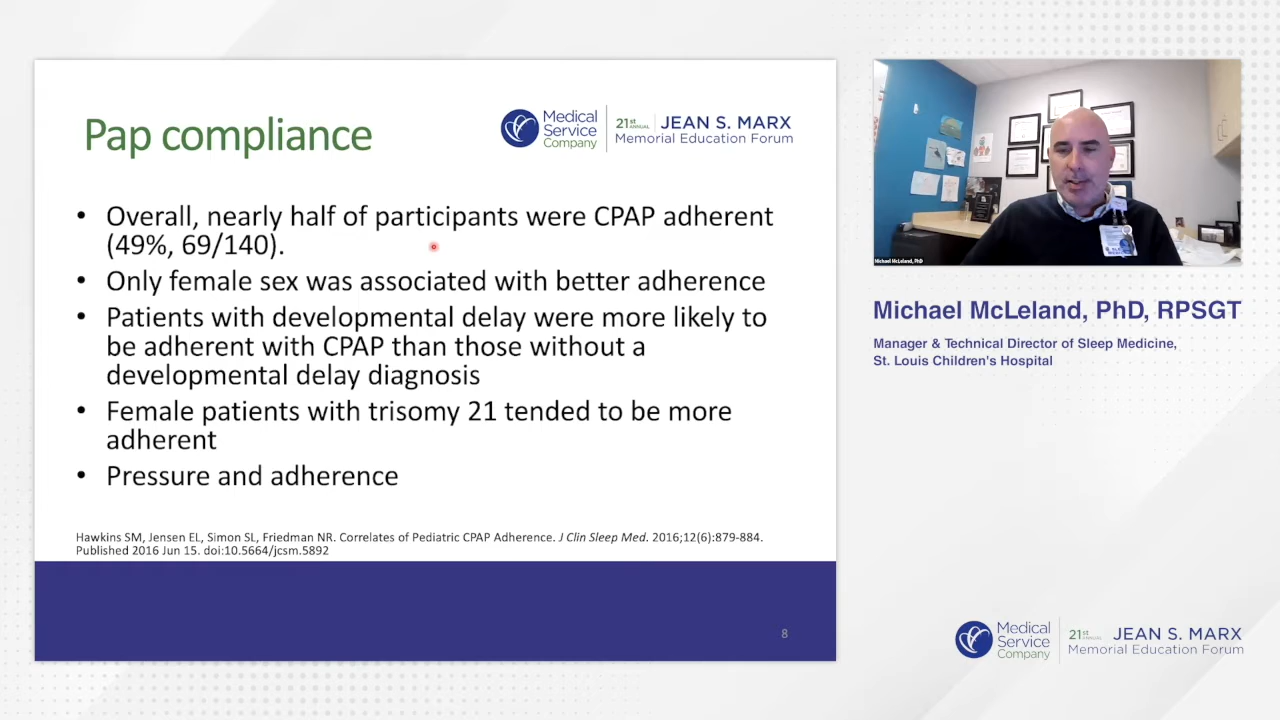 Pap compliance
Medical
Service
Company
21st
ANNUAL
JEAN S. MARX
Memorial Education Forum
• Overall, nearly half of participants were CPAP adherent
(49%, 69/140).
• Only female sex was associated with better adherence
• Patients with developmental delay were more likely to
be adherent with CPAP than those without a
developmental delay diagnosis
• Female patients with trisomy 21 tended to be more
adherent
• Pressure and adherence
Hawkins SM, Jensen EL, Simon SL, Friedman NR. Correlates of Pediatric CPAP Adherence. J Clin Sleep Med. 2016;12(6):879-884.
Published 2016 Jun 15. doi:10.5664/jcsm.5892
8
Michael McLeland, PhD
Michael McLeland, PhD, RPSGT
Manager & Technical Director of Sleep Medicine,
St. Louis Children's Hospital
Medical
Service
Company
21st
ANNUAL
JEAN S. MARX
Memorial Education Forum